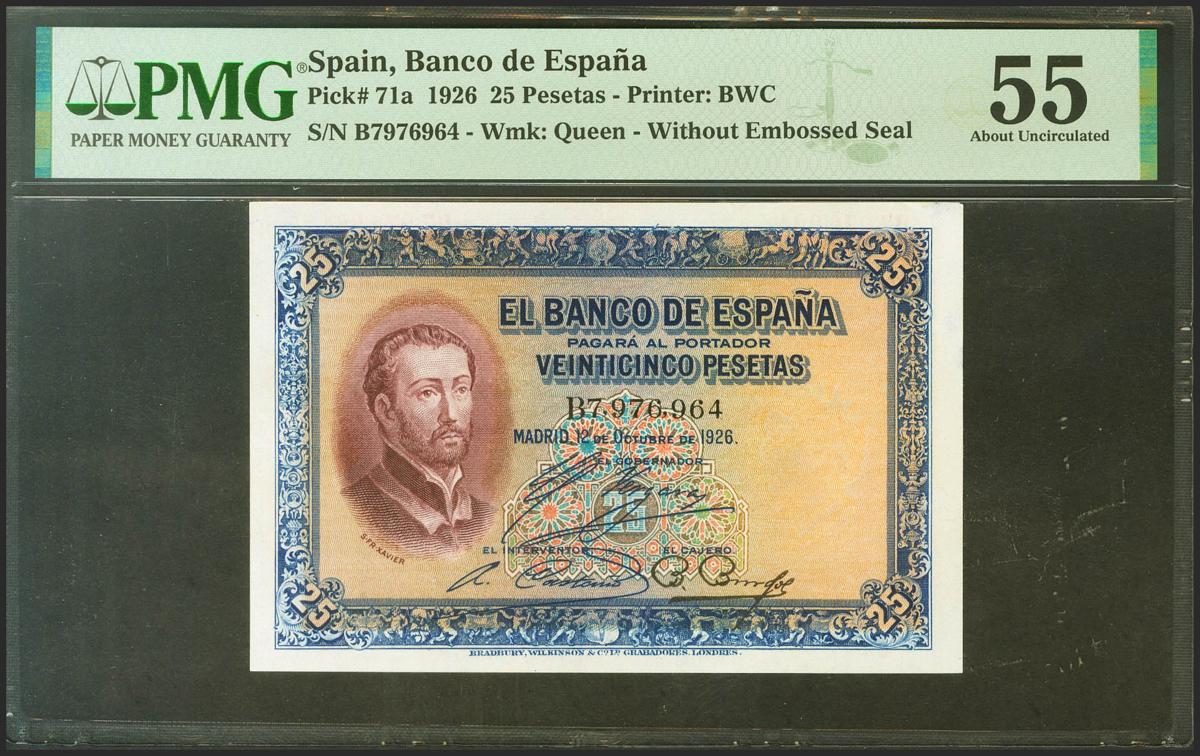 PMG®
PAPER MONEY GUARANTY
Spain, Banco de España
Pick# 71a 1926 25 Pesetas - Printer: BWC
S/N B7976964 - Wmk: Queen - Without Embossed Seal
55
About Uncirculated
25
25
EL BANCO DE ESPAÑA
PAGARÁ AL PORTADOR
VEINTICINCO PESETAS
B7,976,964
MADRID 12 DE OCTUBRE DE 1926.
EL GOBERNADOR
25
EL INTERVENTOR
EL CAJERO
S.FR.XAVIER
25
25
BRADBURY, WILKINSON & Cº Lᴰ GRABADORES. LONDRES.